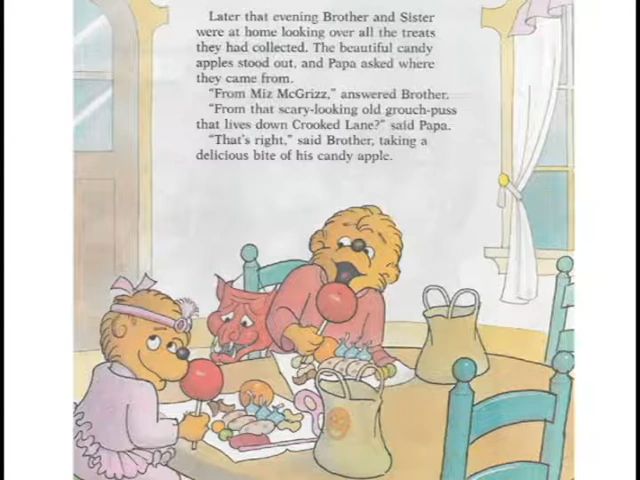 Later that evening Brother and Sister
were at home looking over all the treats
they had collected. The beautiful candy
apples stood out, and Papa asked where
they came from.
"From Miz McGrizz," answered Brother.
"From that scary-looking old grouch-puss
that lives down Crooked Lane?" said Papa.
"That's right," said Brother, taking a
delicious bite of his candy apple.